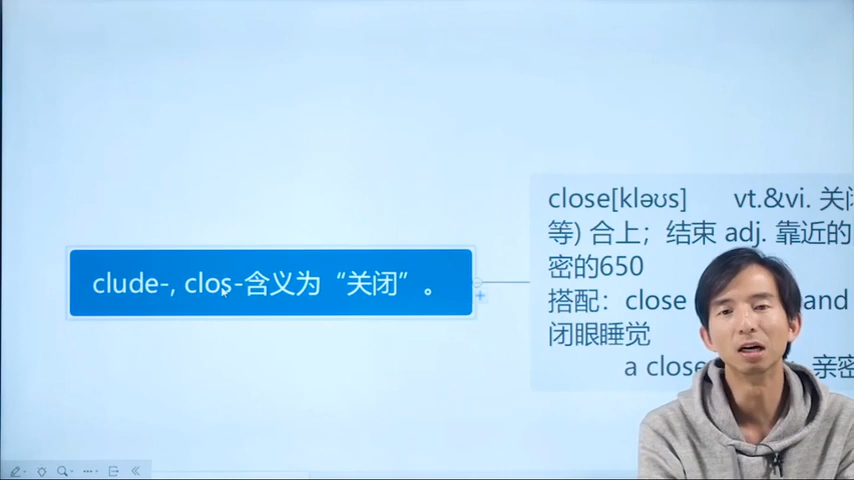 clude-, clos-含义为“关闭”。
close[kləʊs] vt.&vi. 关闭
等) 合上；结束 adj. 靠近的
密的650
搭配：close and
闭眼睡觉
a close 亲密